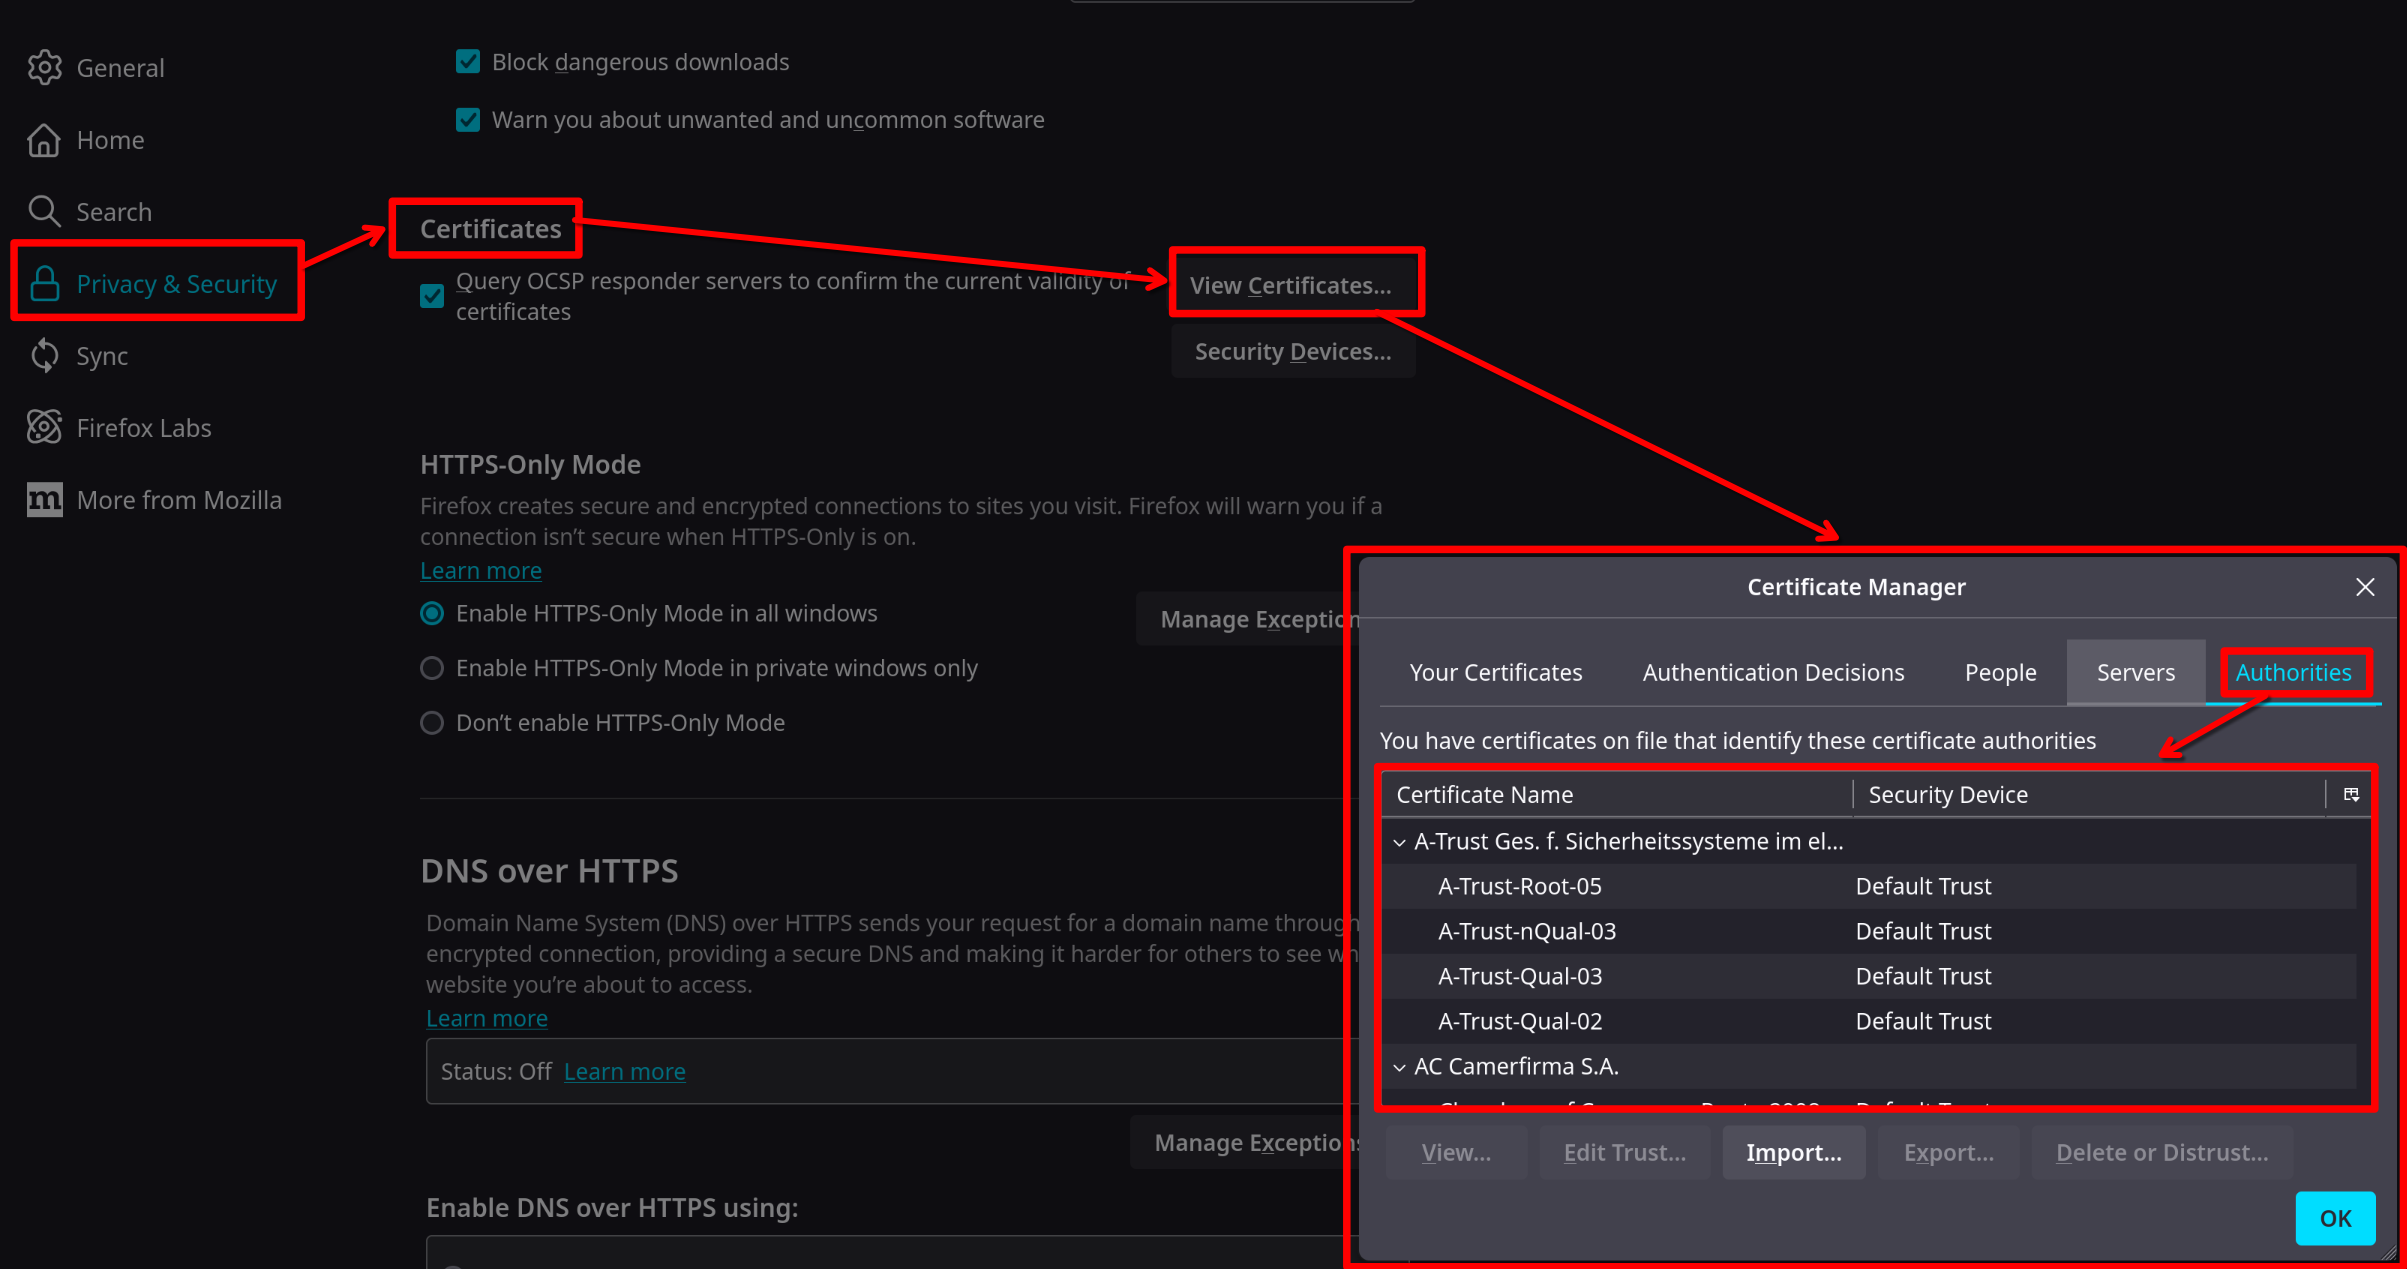 General
Home
Search
Privacy & Security
Sync
Firefox Labs
m More from Mozilla
Block dangerous downloads
Warn you about unwanted and uncommon software
Certificates
Query OCSP responder servers to confirm the current validity of
certificates
View Certificates...
Security Devices...
HTTPS-Only Mode
Firefox creates secure and encrypted connections to sites you visit. Firefox will warn you if a
connection isn’t secure when HTTPS-Only is on.
Learn more
Enable HTTPS-Only Mode in all windows
Manage Exception
Enable HTTPS-Only Mode in private windows only
Don’t enable HTTPS-Only Mode
DNS over HTTPS
Domain Name System (DNS) over HTTPS sends your request for a domain name through
encrypted connection, providing a secure DNS and making it harder for others to see wh
website you’re about to access.
Learn more
Status: Off Learn more
Manage Exceptions
Enable DNS over HTTPS using:
Certificate Manager
Your Certificates Authentication Decisions People Servers Authorities
You have certificates on file that identify these certificate authorities
Certificate Name Security Device
A-Trust Ges. f. Sicherheitssysteme im el...
A-Trust-Root-05 Default Trust
A-Trust-nQual-03 Default Trust
A-Trust-Qual-03 Default Trust
A-Trust-Qual-02 Default Trust
AC Camerfirma S.A.
View... Edit Trust... Import... Export... Delete or Distrust...
OK